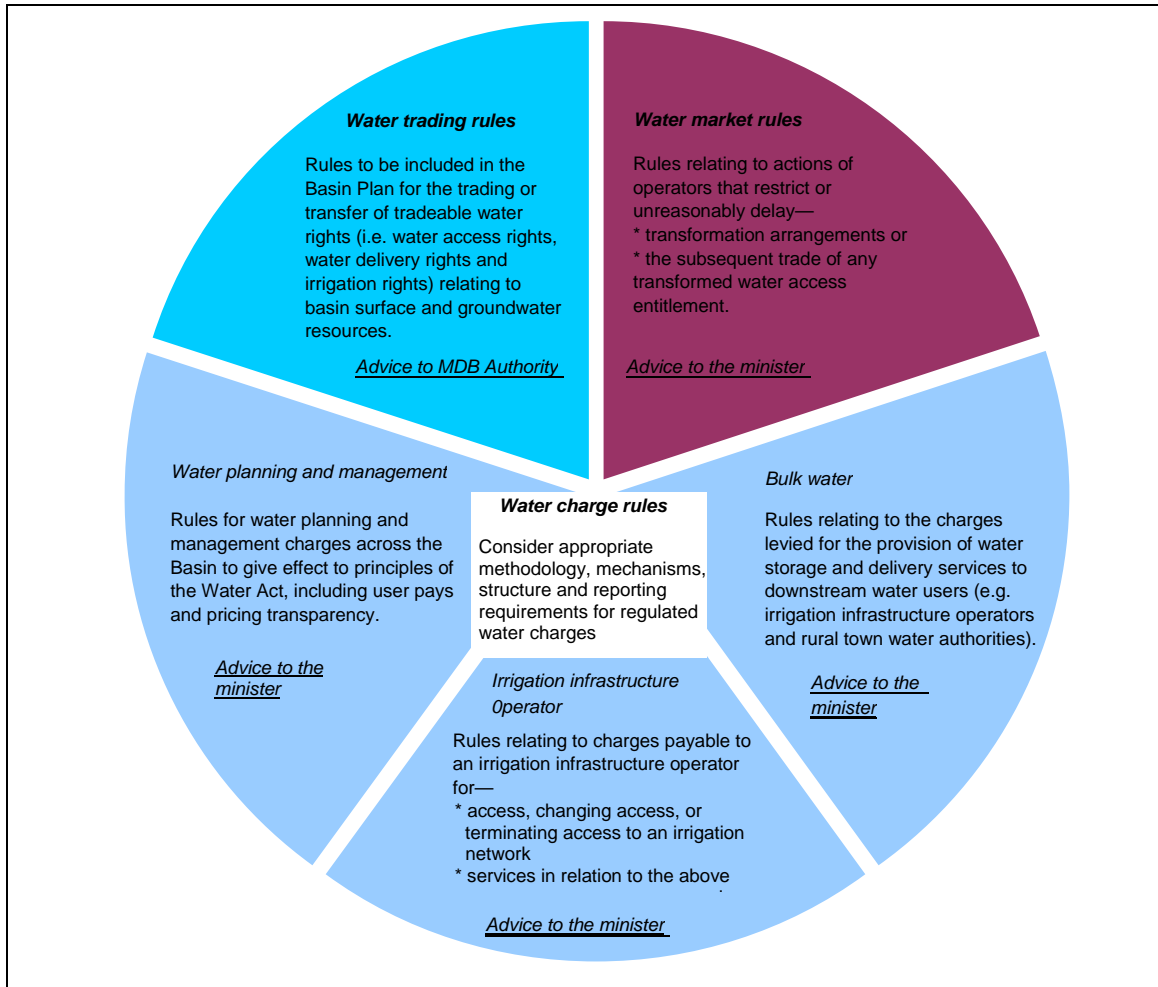 Water trading rules
Rules to be included in the
Basin Plan for the trading or
transfer of tradeable water
rights (i.e. water access rights,
water delivery rights and
irrigation rights) relating to
basin surface and groundwater
resources.
Advice to MDB Authority
Water market rules
Rules relating to actions of
operators that restrict or
unreasonably delay—
* transformation arrangements or
* the subsequent trade of any
transformed water access
entitlement.
Advice to the minister
Water planning and management
Rules for water planning and
management charges across the
Basin to give effect to principles of
the Water Act, including user pays
and pricing transparency.
Advice to the
minister
Water charge rules
Consider appropriate
methodology, mechanisms,
structure and reporting
requirements for regulated
water charges
Bulk water
Rules relating to the charges
levied for the provision of water
storage and delivery services to
downstream water users (e.g.
irrigation infrastructure operators
and rural town water authorities).
Advice to the
minister
Irrigation infrastructure
0perator
Rules relating to charges payable to
an irrigation infrastructure operator
for—
* access, changing access, or
terminating access to an irrigation
network
* services in relation to the above
Advice to the minister